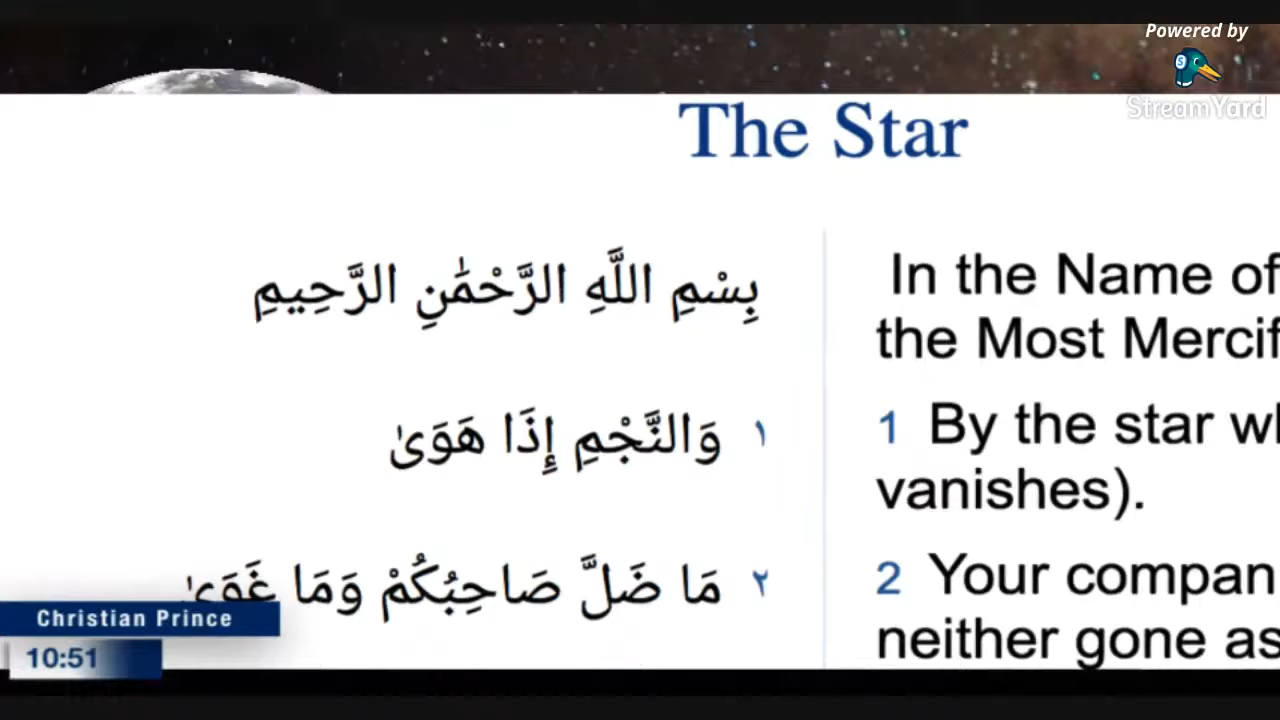 Powered by
StreamYard
The Star
بِسْمِ اللَّهِ الرَّحْمَٰنِ الرَّحِيمِ
١ وَالنَّجْمِ إِذَا هَوَىٰ
٢ مَا ضَلَّ صَاحِبُكُمْ وَمَا غَوَىٰ
In the Name of
the Most Mercif
1 By the star wh
vanishes).
2 Your compan
neither gone as
Christian Prince
10:51